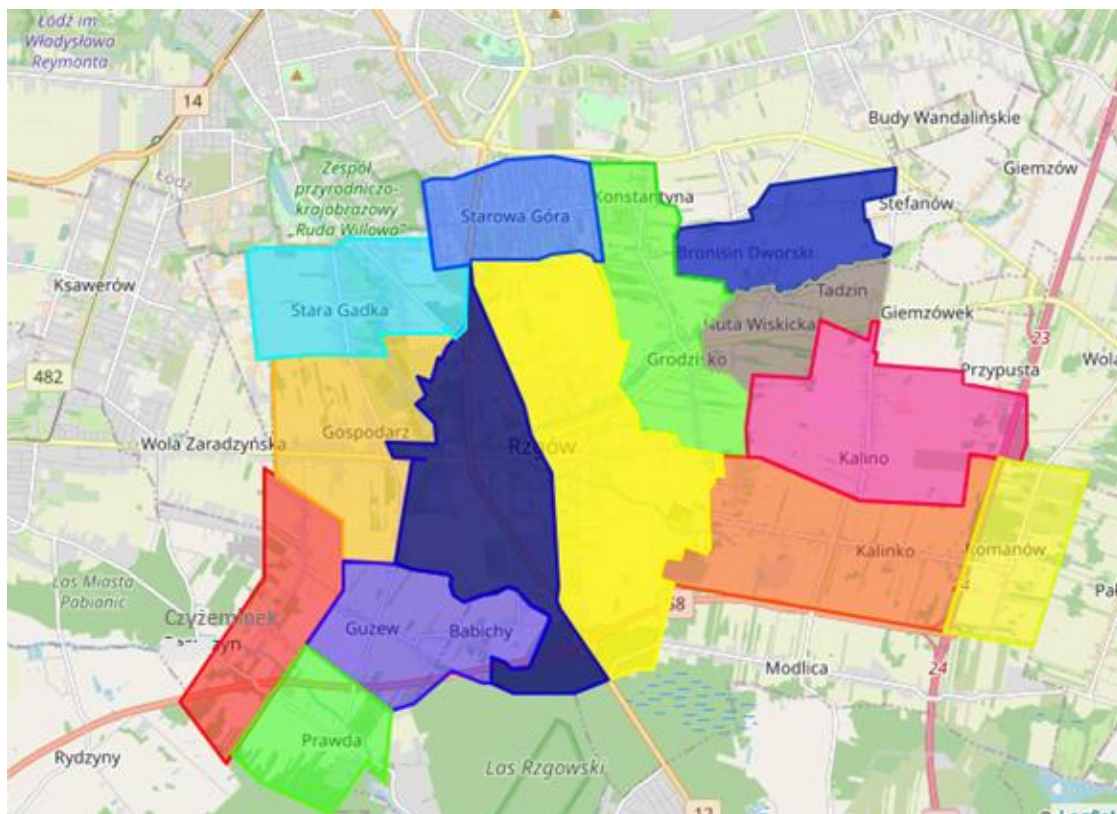 Łódź im.
Władysława
Reymonta
14
Budy Wandalińskie
Zespół
przyrodniczo-
krajobrazowy
„Ruda Willowa”
Łódź
Giemzów
Konstantyna
Stefanów
Starowa Góra
Bronisin Dworski
Ksawerów
Tadzin
Stara Gadka
Giemzówek
Huta Wiskicka
23
Grodzisko
Przypusta
Wola
482
Gospodarz
Wola Zaradzyńska
Rzgów
Kalino
Kalinko
Romanów
Las Miasta
Pabianic
Czyżeminek
Guzew
Babichy
Modlica
24
Prawda
Rydzyny
Las Rzgowski